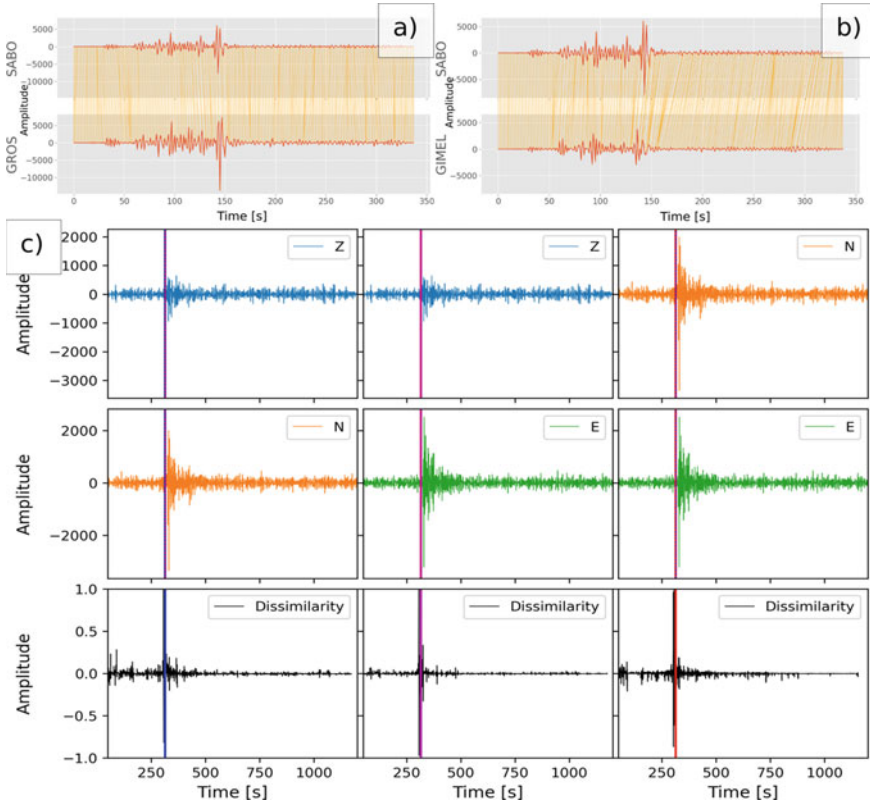 a)
5000
0
−5000
−10000
SABO
Amplitude
5000
0
−5000
−10000
GROS
0 50 100 150 200 250 300 350
Time [s]
b)
5000
0
−5000
SABO
Amplitude
5000
0
−5000
GIMEL
0 50 100 150 200 250 300 350
Time [s]
c)
Amplitude
2000
1000
0
−1000
−2000
−3000
Z
Z
N
Amplitude
2000
0
−2000
N
E
E
Amplitude
1.0
0.5
0.0
−0.5
−1.0
Dissimilarity
Dissimilarity
Dissimilarity
250 500 750 1000
250 500 750 1000
250 500 750 1000
Time [s]
Time [s]
Time [s]